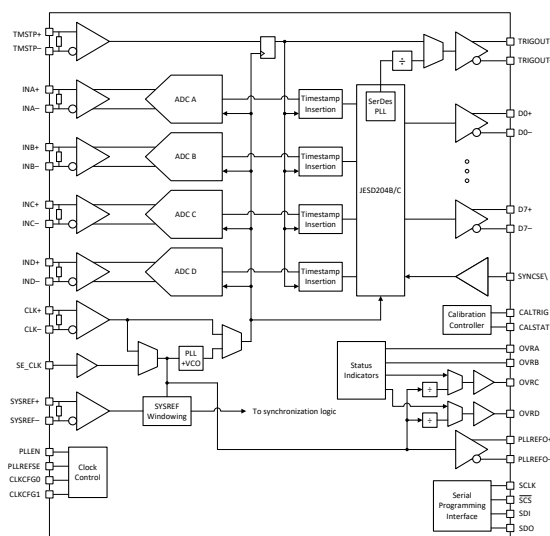 TMSTP+
TMSTP−
TRIGOUT+
TRIGOUT−
÷
INA+
INA−
ADC A
Timestamp
Insertion
SerDes
PLL
D0+
D0−
INB+
INB−
ADC B
Timestamp
Insertion
JESD204B/C
INC+
INC−
ADC C
Timestamp
Insertion
D7+
D7−
IND+
IND−
ADC D
Timestamp
Insertion
SYNCSE\
CLK+
CLK−
Calibration
Controller
CALTRIG
CALSTAT
SE_CLK
PLL
+VCO
Status
Indicators
OVRA
OVRB
OVRC
÷
OVRD
÷
SYSREF+
SYSREF−
SYSREF
Windowing
To synchronization logic
PLLREFO+
PLLREFO−
PLLEN
PLLREFSE
CLKCFG0
CLKCFG1
Clock
Control
Serial
Programming
Interface
SCLK
SCS
SDI
SDO